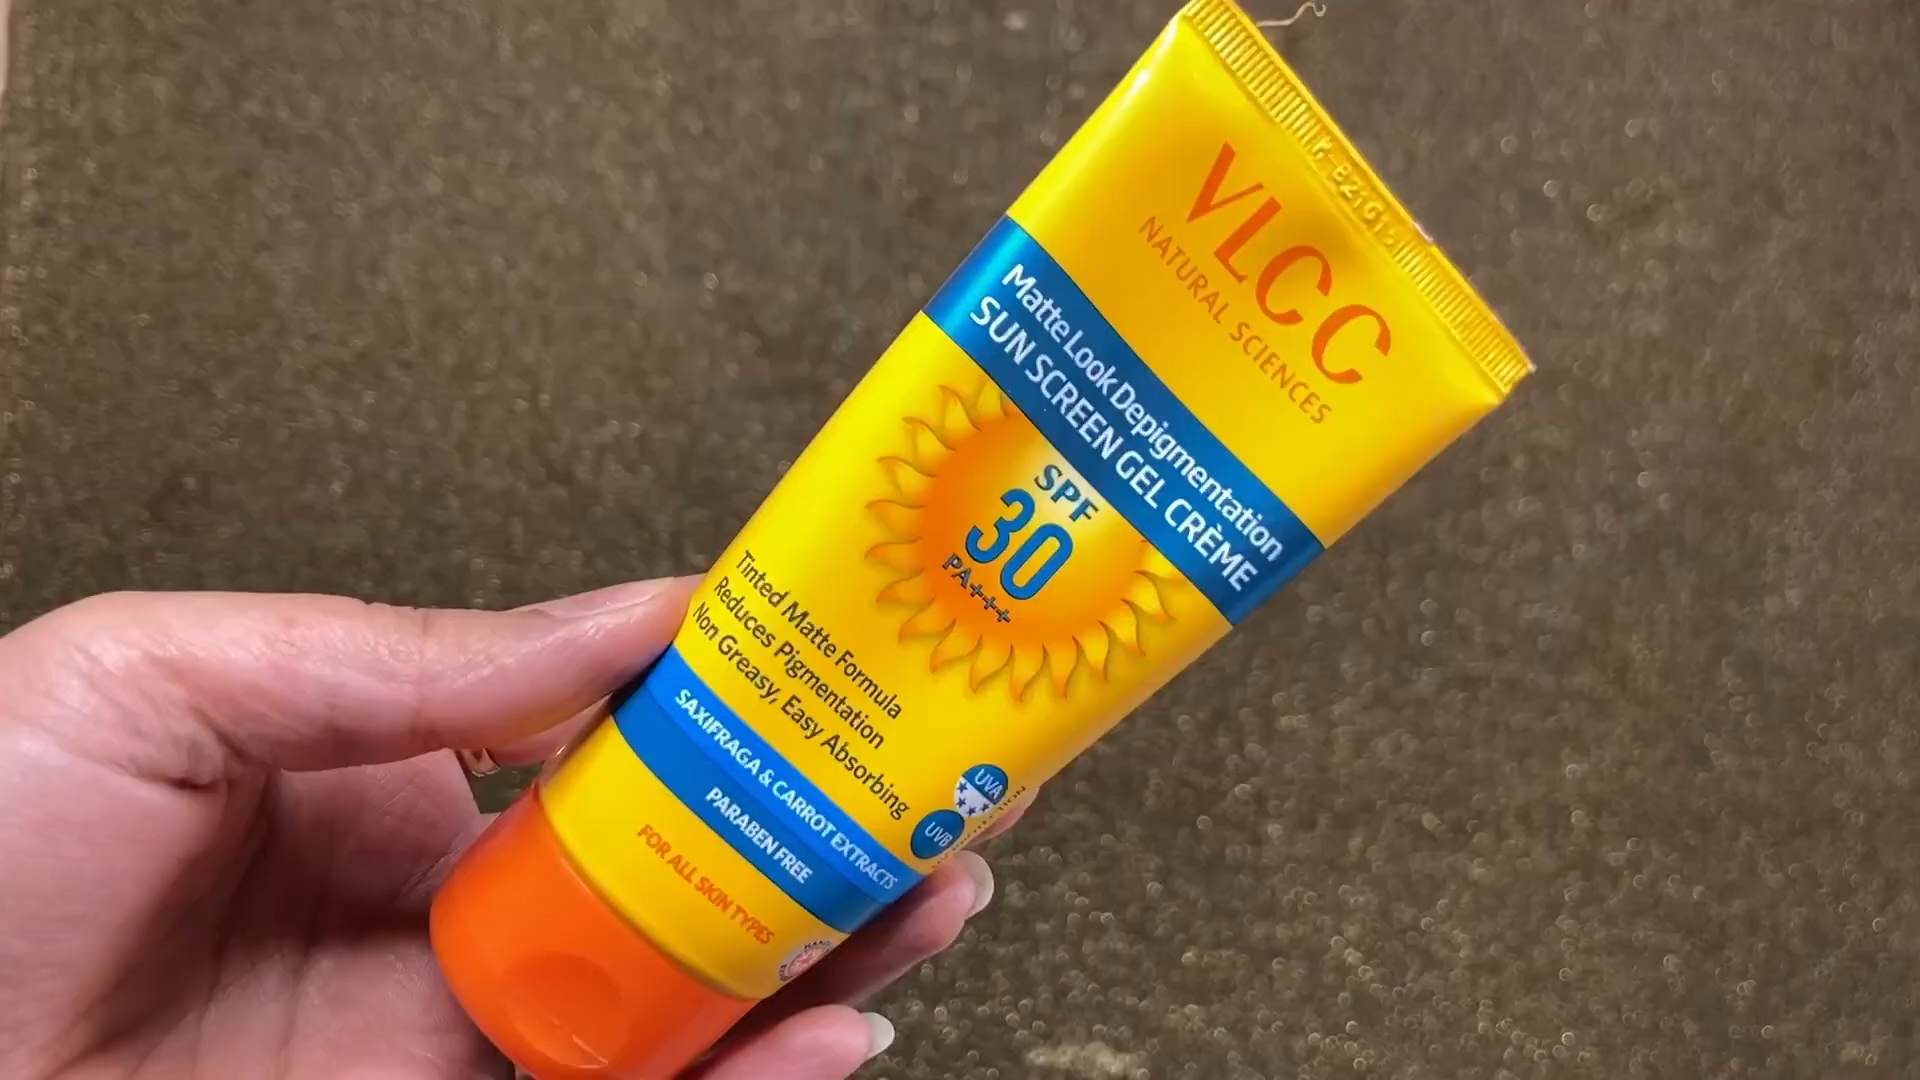 VLCC
NATURAL SCIENCES
Matte Look Depigmentation
SUN SCREEN GEL CRÈME
SPF
30
PA+++
Tinted Matte Formula
Reduces Pigmentation
Non Greasy, Easy Absorbing
UVA
UVB
SAXIFRAGA & CARROT EXTRACTS
PARABEN FREE
FOR ALL SKIN TYPES